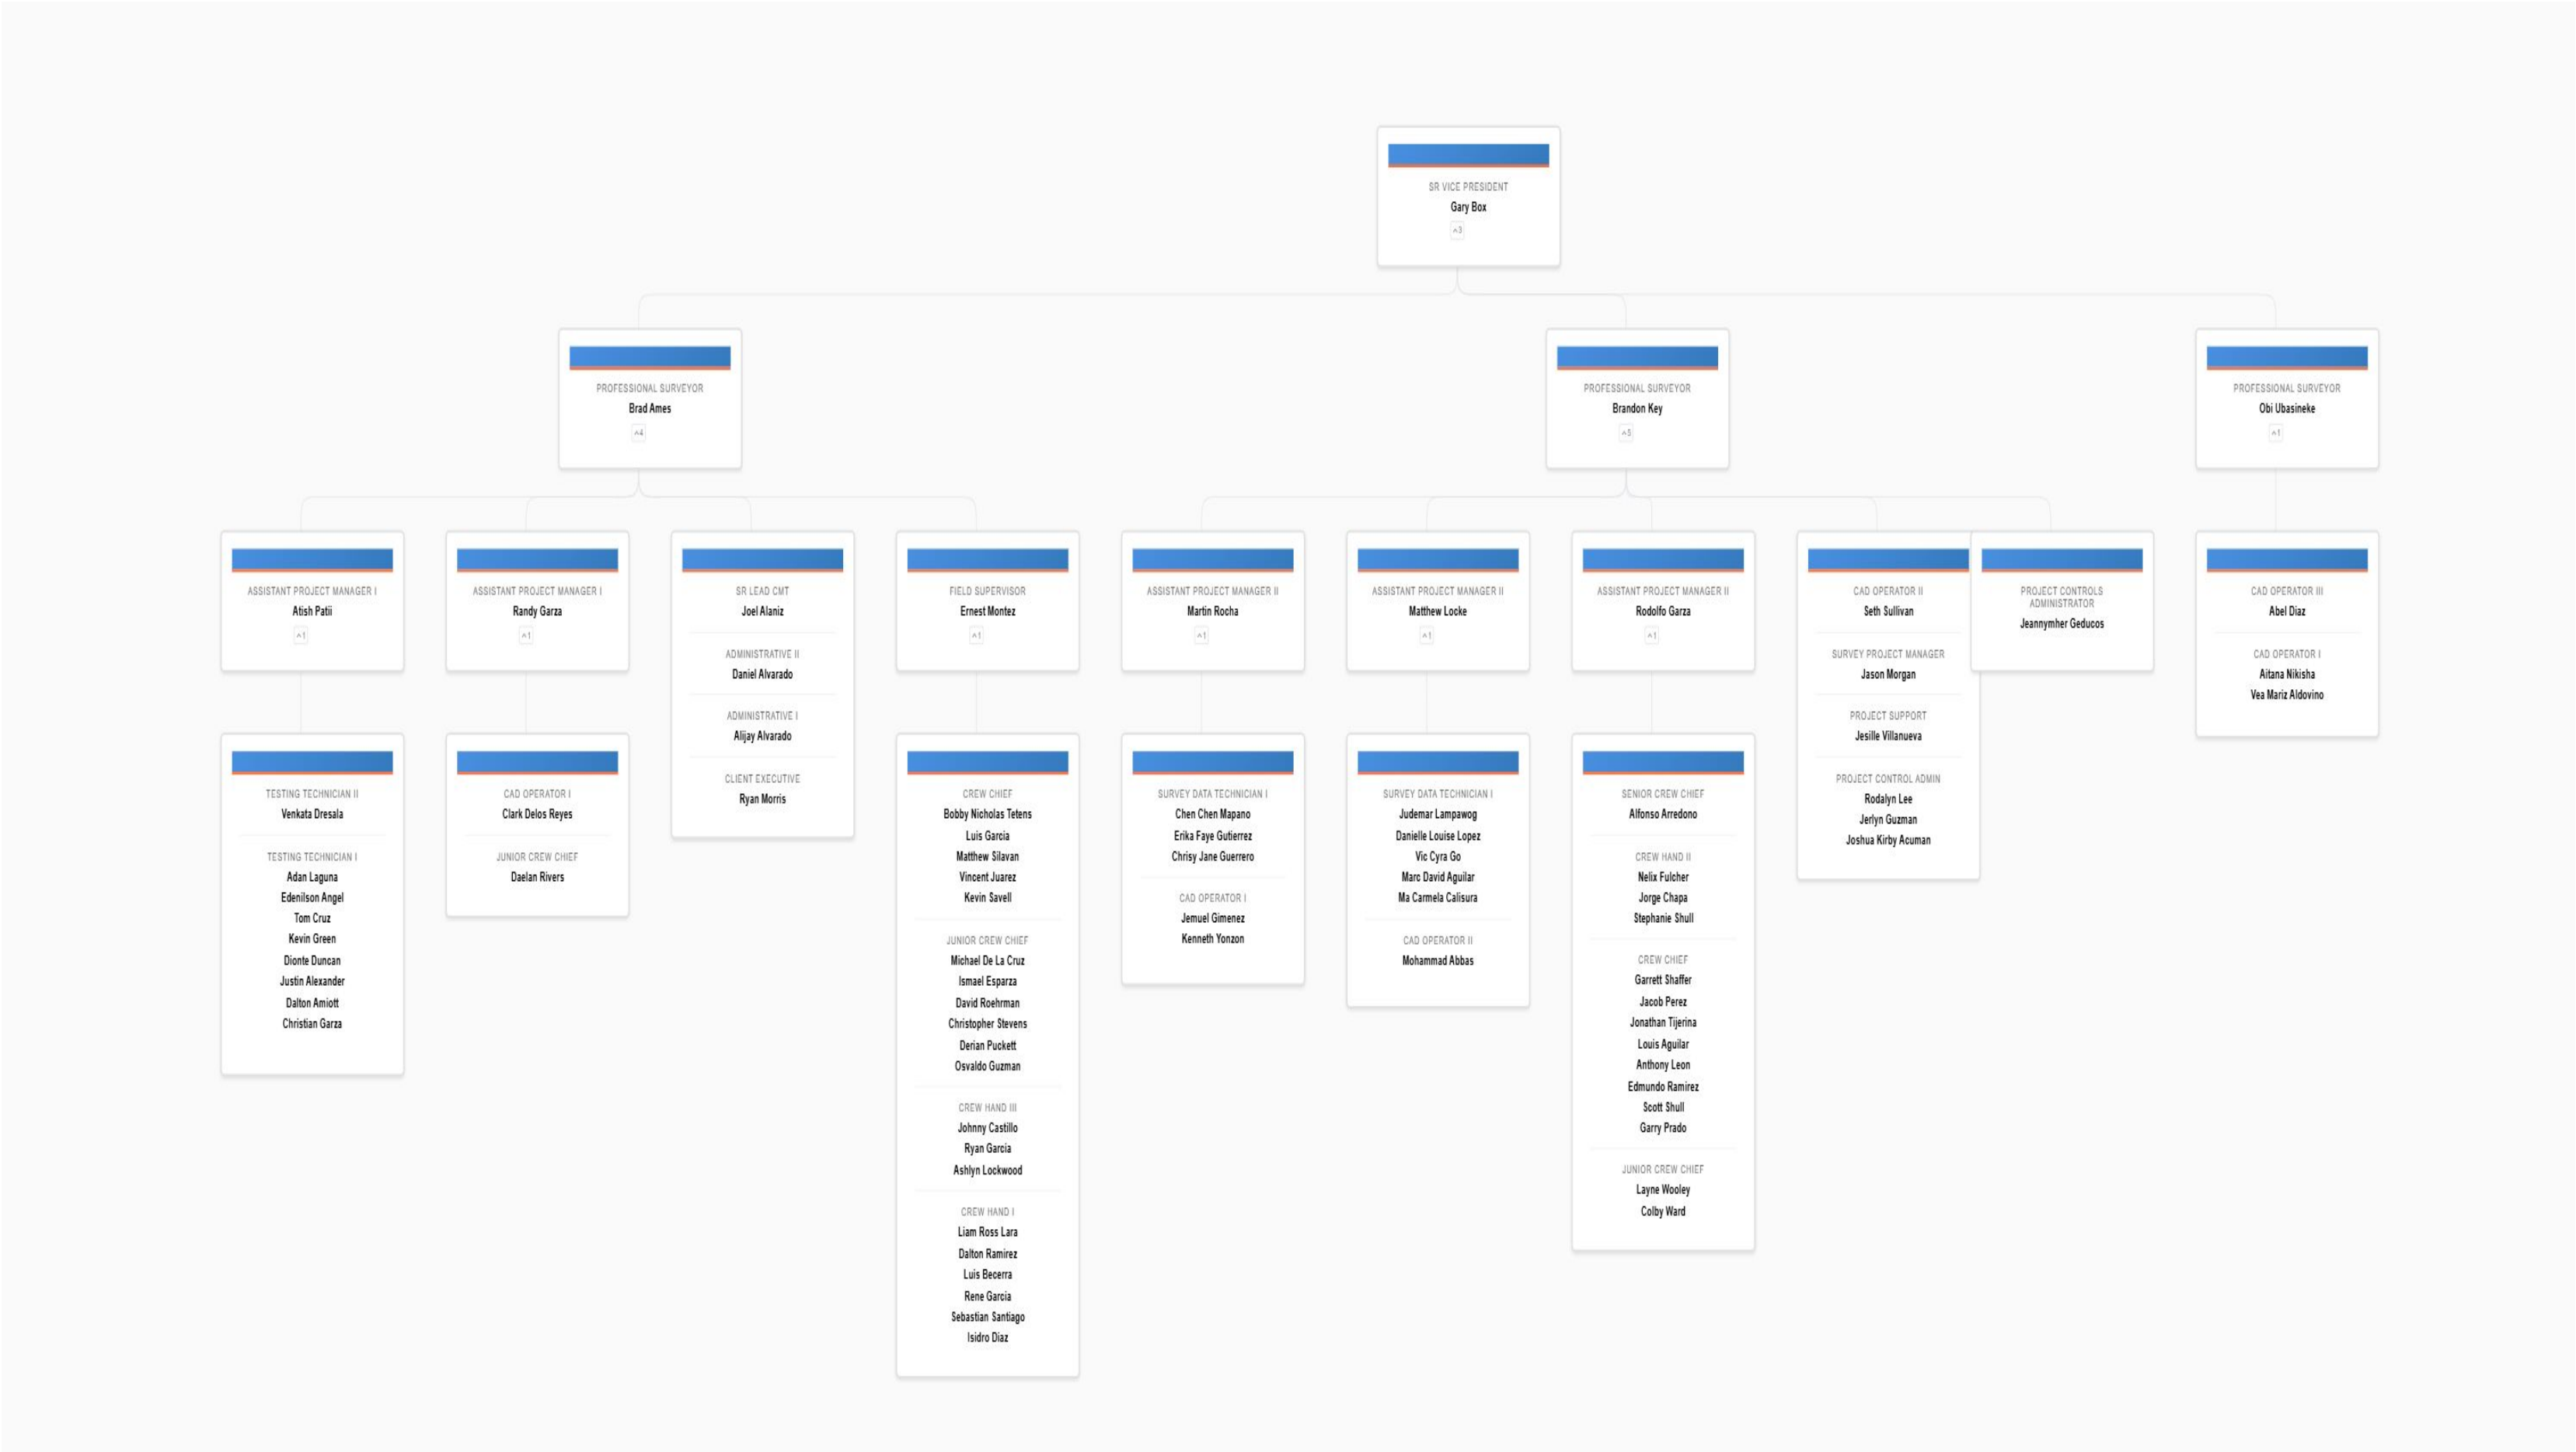 SR VICE PRESIDENT
Gary Box
^3
PROFESSIONAL SURVEYOR
Brad Ames
^4
PROFESSIONAL SURVEYOR
Brandon Key
^5
PROFESSIONAL SURVEYOR
Obi Ubasineke
^1
ASSISTANT PROJECT MANAGER I
Atish Patii
^1
ASSISTANT PROJECT MANAGER I
Randy Garza
^1
SR LEAD CMT
Joel Alaniz
ADMINISTRATIVE II
Daniel Alvarado
ADMINISTRATIVE I
Alijay Alvarado
CLIENT EXECUTIVE
Ryan Morris
FIELD SUPERVISOR
Ernest Montez
^1
ASSISTANT PROJECT MANAGER II
Martin Rocha
^1
ASSISTANT PROJECT MANAGER II
Matthew Locke
^1
ASSISTANT PROJECT MANAGER II
Rodolfo Garza
^1
CAD OPERATOR II
Seth Sullivan
SURVEY PROJECT MANAGER
Jason Morgan
PROJECT SUPPORT
Jesille Villanueva
PROJECT CONTROL ADMIN
Rodalyn Lee
Jerlyn Guzman
Joshua Kirby Acuman
PROJECT CONTROLS
ADMINISTRATOR
Jeannymher Geducos
CAD OPERATOR III
Abel Diaz
CAD OPERATOR I
Aitana Nikisha
Vea Mariz Aldovino
TESTING TECHNICIAN II
Venkata Dresala
TESTING TECHNICIAN I
Adan Laguna
Edenilson Angel
Tom Cruz
Kevin Green
Dionte Duncan
Justin Alexander
Dalton Amiott
Christian Garza
CAD OPERATOR I
Clark Delos Reyes
JUNIOR CREW CHIEF
Daelan Rivers
CREW CHIEF
Bobby Nicholas Tetens
Luis Garcia
Matthew Silavan
Vincent Juarez
Kevin Savell
JUNIOR CREW CHIEF
Michael De La Cruz
Ismael Esparza
David Roehrman
Christopher Stevens
Derian Puckett
Osvaldo Guzman
CREW HAND III
Johnny Castillo
Ryan Garcia
Ashlyn Lockwood
CREW HAND I
Liam Ross Lara
Dalton Ramirez
Luis Becerra
Rene Garcia
Sebastian Santiago
Isidro Diaz
SURVEY DATA TECHNICIAN I
Chen Chen Mapano
Erika Faye Gutierrez
Chrisy Jane Guerrero
CAD OPERATOR I
Jemuel Gimenez
Kenneth Yonzon
SURVEY DATA TECHNICIAN I
Judemar Lampawog
Danielle Louise Lopez
Vic Cyra Go
Marc David Aguilar
Ma Carmela Calisura
CAD OPERATOR II
Mohammad Abbas
SENIOR CREW CHIEF
Alfonso Arredono
CREW HAND II
Nelix Fulcher
Jorge Chapa
Stephanie Shull
CREW CHIEF
Garrett Shaffer
Jacob Perez
Jonathan Tijerina
Louis Aguilar
Anthony Leon
Edmundo Ramirez
Scott Shull
Garry Prado
JUNIOR CREW CHIEF
Layne Wooley
Colby Ward